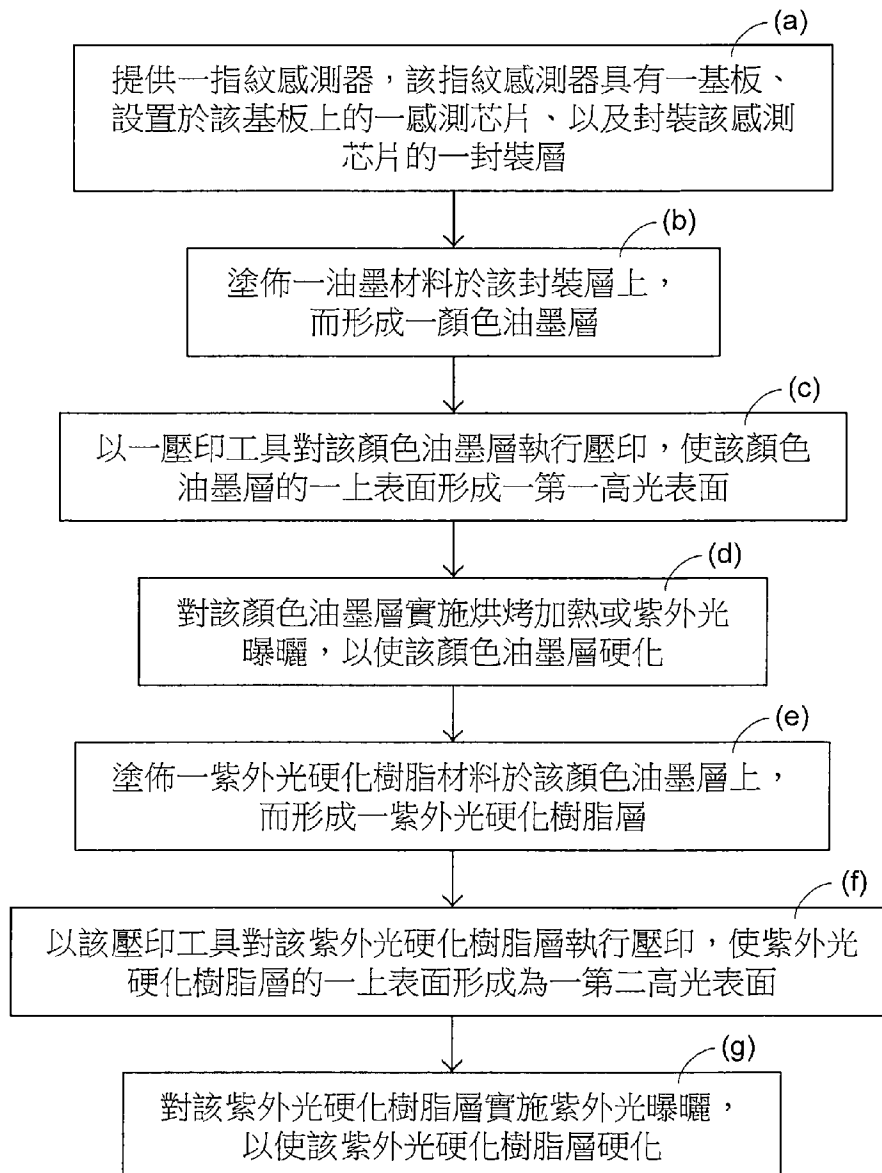 (a)
提供一指紋感測器，該指紋感測器具有一基板、
設置於該基板上的一感測芯片、以及封裝該感測
芯片的一封裝層
(b)
塗佈一油墨材料於該封裝層上，
而形成一顏色油墨層
(c)
以一壓印工具對該顏色油墨層執行壓印，使該顏色
油墨層的一上表面形成一第一高光表面
(d)
對該顏色油墨層實施烘烤加熱或紫外光
曝曬，以使該顏色油墨層硬化
(e)
塗佈一紫外光硬化樹脂材料於該顏色油墨層上，
而形成一紫外光硬化樹脂層
(f)
以該壓印工具對該紫外光硬化樹脂層執行壓印，使紫外光
硬化樹脂層的一上表面形成為一第二高光表面
(g)
對該紫外光硬化樹脂層實施紫外光曝曬，
以使該紫外光硬化樹脂層硬化